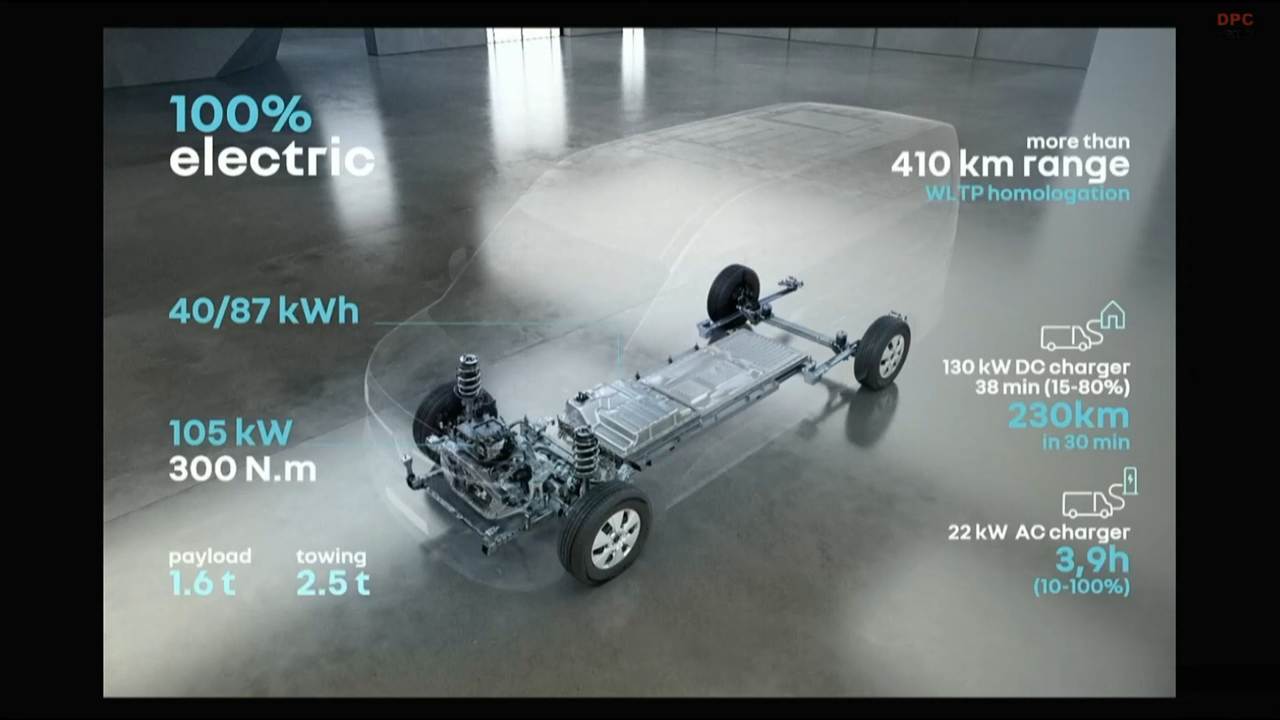 DPC
100%
electric
more than
410 km range
WLTP homologation
40/87 kWh
130 kW DC charger
38 min (15-80%)
230km
in 30 min
105 kW
300 N.m
22 kW AC charger
3,9h
(10-100%)
payload
1.6 t
towing
2.5 t